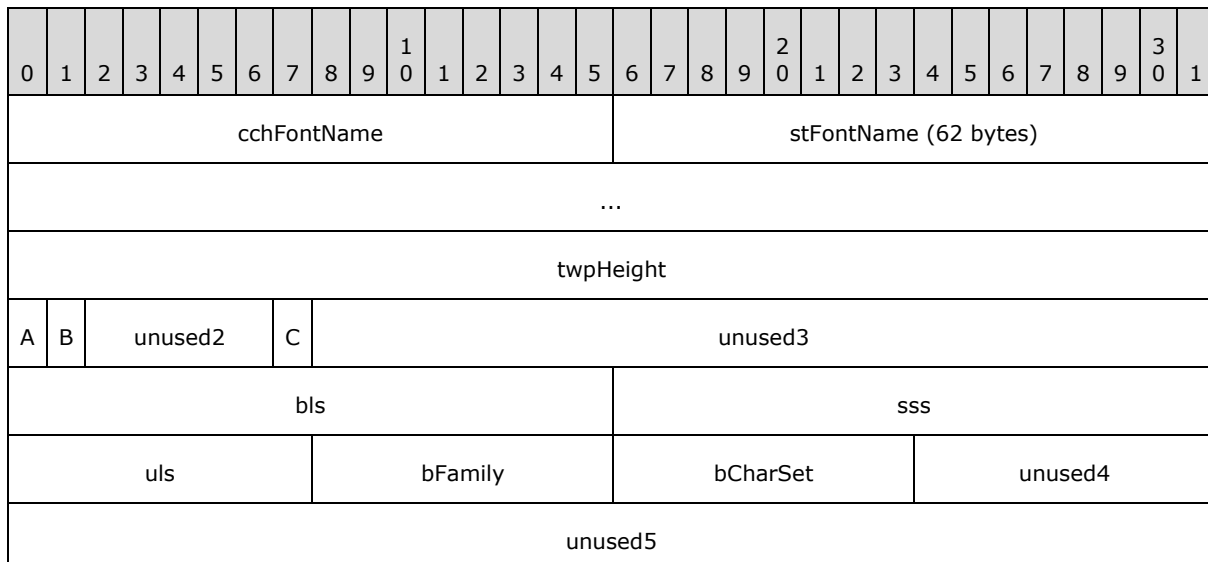 0 1 2 3 4 5 6 7 8 9 1 0 1 2 3 4 5 6 7 8 9 2 0 1 2 3 4 5 6 7 8 9 3 0 1
cchFontName stFontName (62 bytes)
...
twpHeight
A B unused2 C unused3
bls sss
uls bFamily bCharSet unused4
unused5